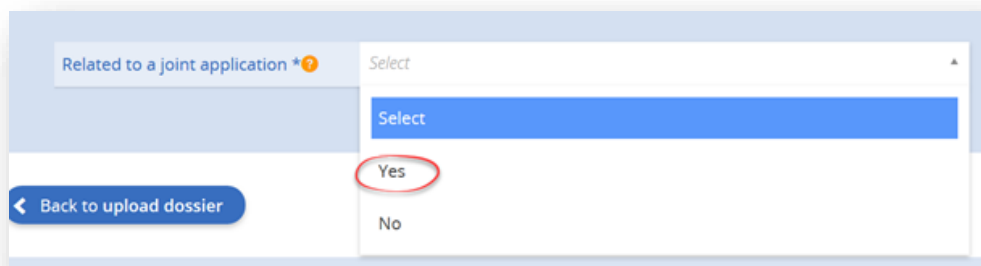 Related to a joint application *?
Select
Select
Yes
Back to upload dossier
No